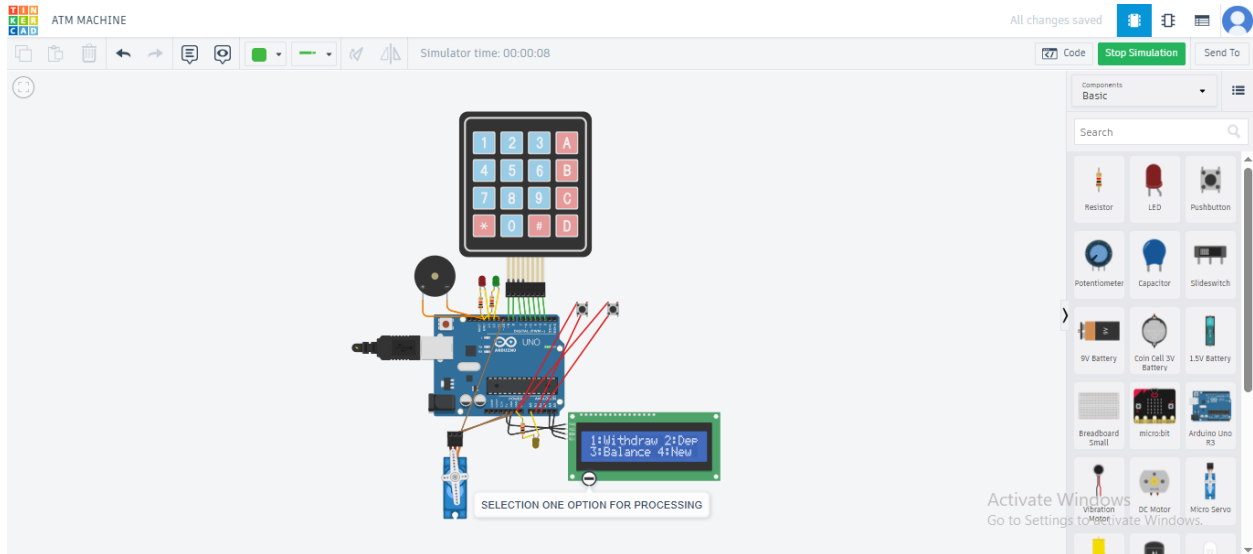 TIN
KER
CAD
ATM MACHINE
All changes saved
Simulator time: 00:00:08
Code
Stop Simulation
Send To
Components
Basic
Search
1 2 3 A
4 5 6 B
7 8 9 C
* 0 # D
Resistor
LED
Pushbutton
Potentiometer
Capacitor
Slideswitch
9V
9V Battery
Coin Cell 3V
Battery
1.5V Battery
UNO
ARDUINO
Breadboard
Small
micro:bit
Arduino Uno
R3
1:Withdraw 2:Dep
3:Balance 4:New
SELECTION ONE OPTION FOR PROCESSING
Vibration
Motor
DC Motor
Micro Servo
Activate Windows
Go to Settings to activate Windows.